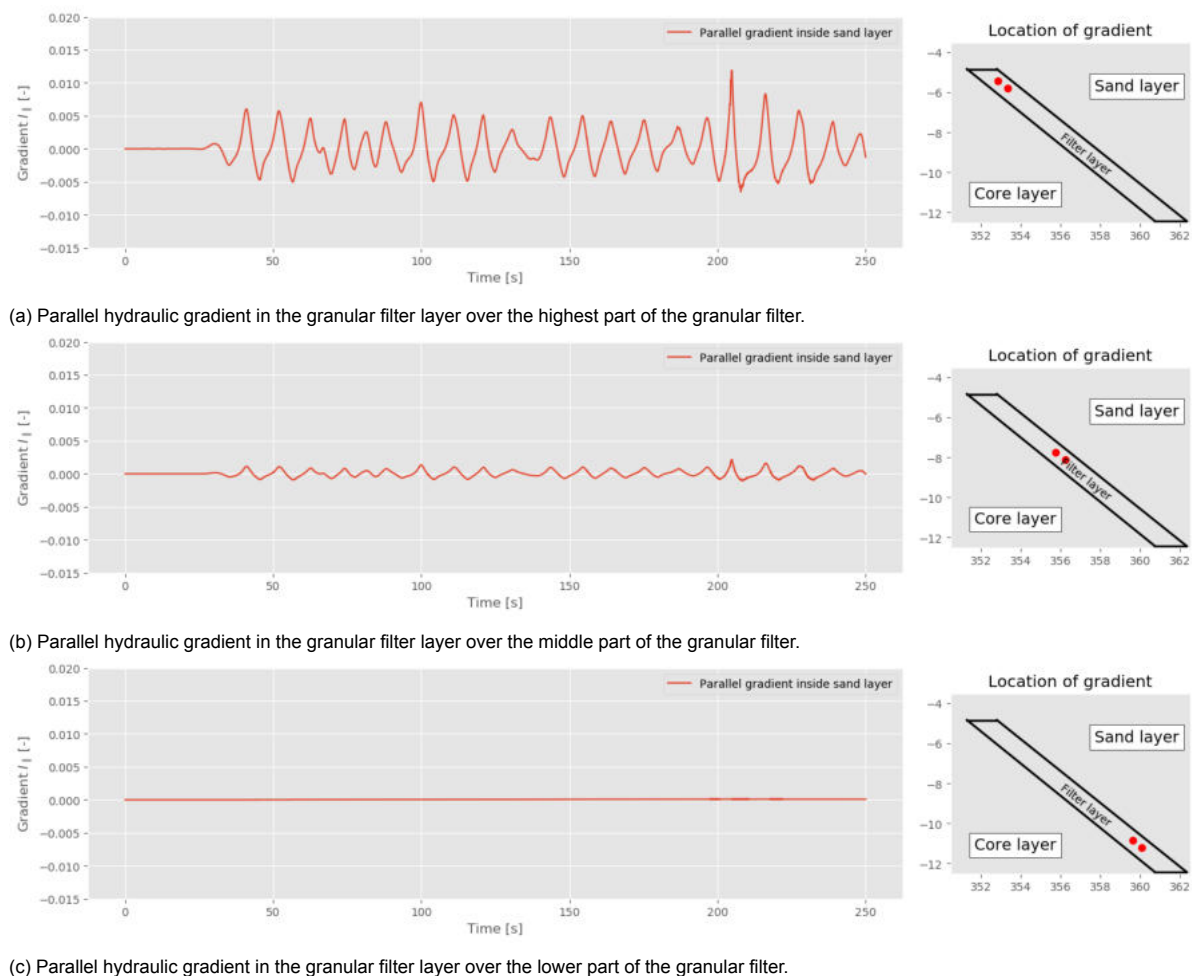 0.020
0.015
0.010
0.005
0.000
−0.005
−0.010
−0.015
Gradient I∥ [-]
Parallel gradient inside sand layer
0 50 100 150 200 250
Time [s]
Location of gradient
−4
−6
−8
−10
−12
Sand layer
Filter layer
Core layer
352 354 356 358 360 362
(a) Parallel hydraulic gradient in the granular filter layer over the highest part of the granular filter.
0.020
0.015
0.010
0.005
0.000
−0.005
−0.010
−0.015
Gradient I∥ [-]
Parallel gradient inside sand layer
0 50 100 150 200 250
Time [s]
Location of gradient
−4
−6
−8
−10
−12
Sand layer
Filter layer
Core layer
352 354 356 358 360 362
(b) Parallel hydraulic gradient in the granular filter layer over the middle part of the granular filter.
0.020
0.015
0.010
0.005
0.000
−0.005
−0.010
−0.015
Gradient I∥ [-]
Parallel gradient inside sand layer
0 50 100 150 200 250
Time [s]
Location of gradient
−4
−6
−8
−10
−12
Sand layer
Filter layer
Core layer
352 354 356 358 360 362
(c) Parallel hydraulic gradient in the granular filter layer over the lower part of the granular filter.